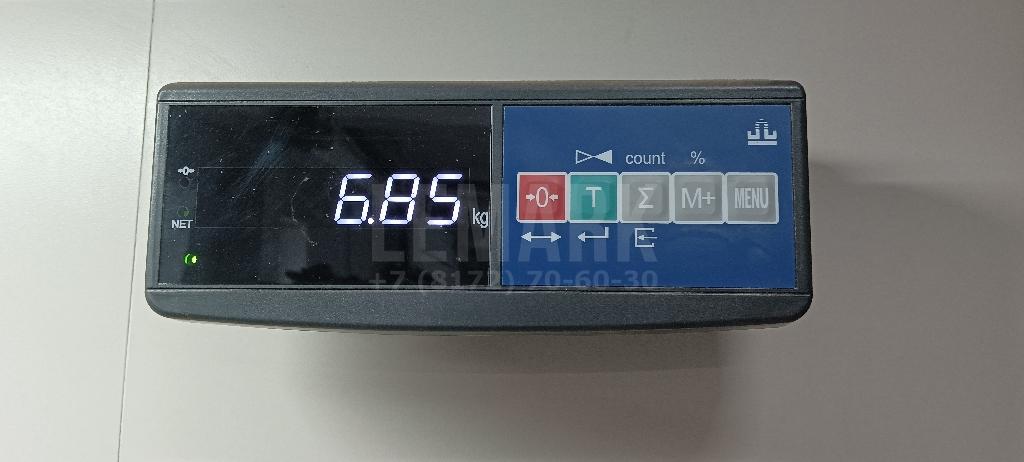 count %
→0← T Σ M+ MENU
→0←
NET
6.85 kg
LEMARK
+7 (8172) 70-60-30